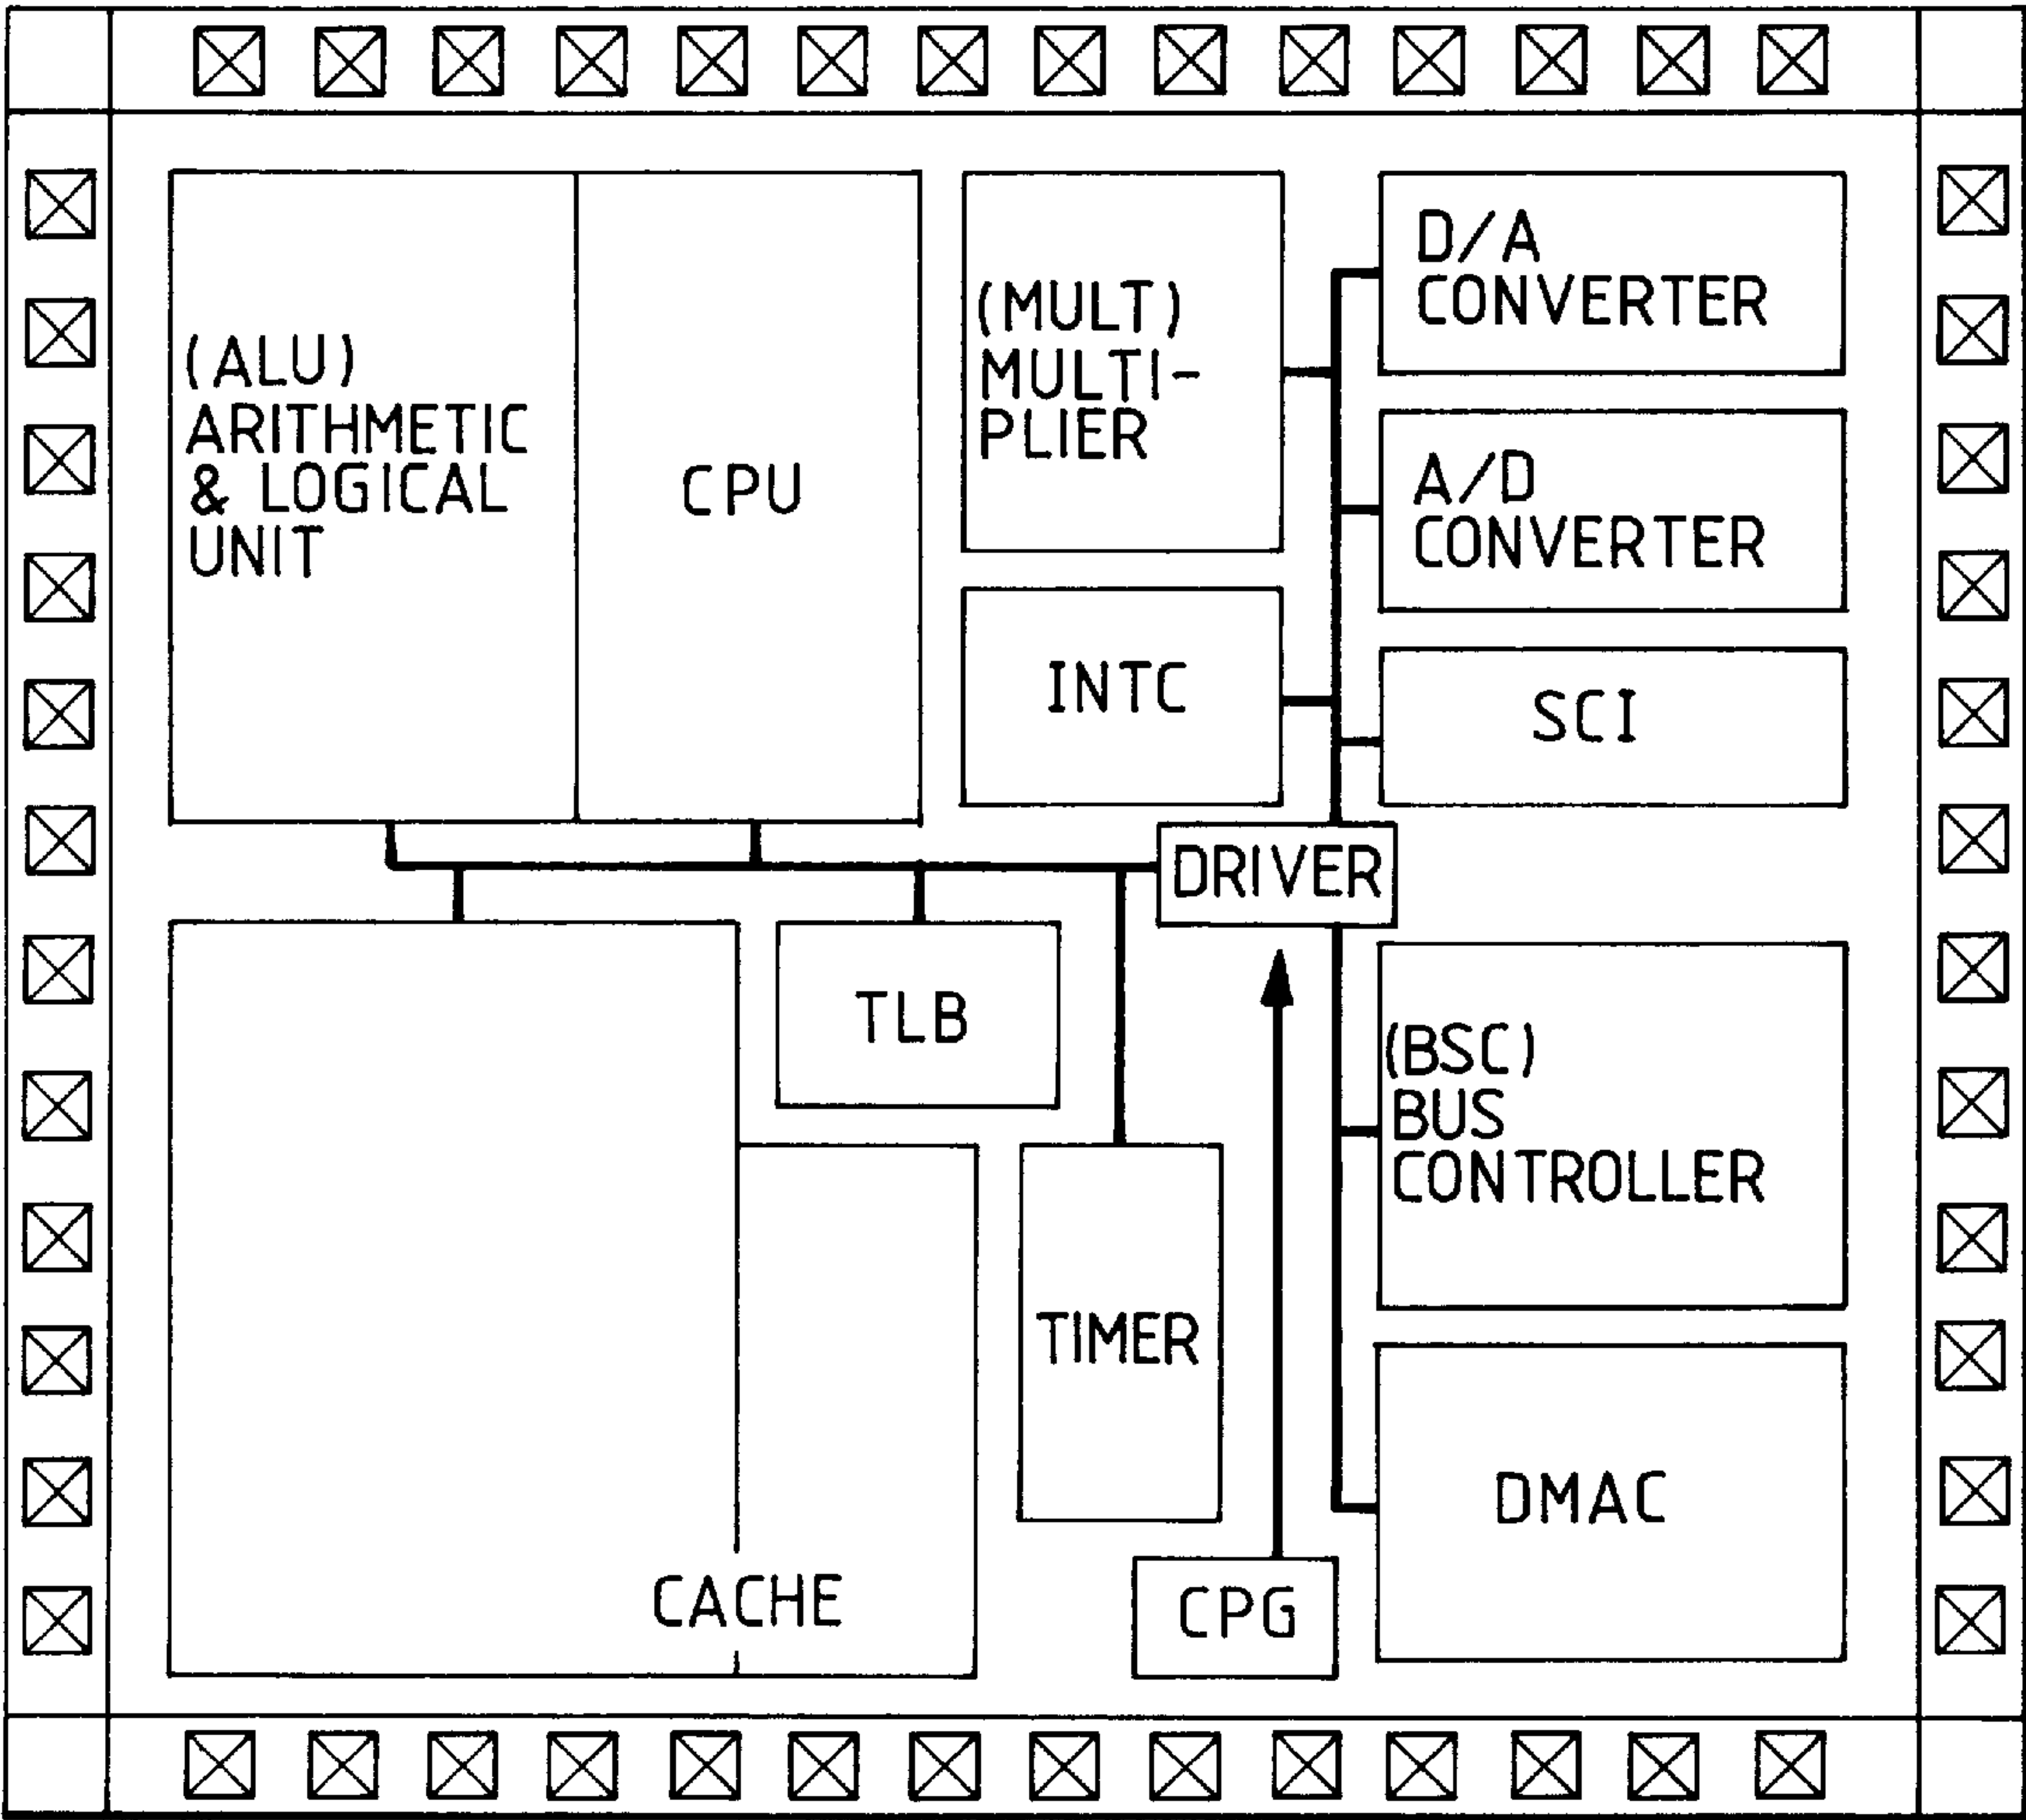 (ALU)
ARITHMETIC
& LOGICAL
UNIT
CPU
(MULT)
MULTI-
PLIER
D/A
CONVERTER
A/D
CONVERTER
INTC
SCI
DRIVER
TLB
(BSC)
BUS
CONTROLLER
TIMER
DMAC
CACHE
CPG